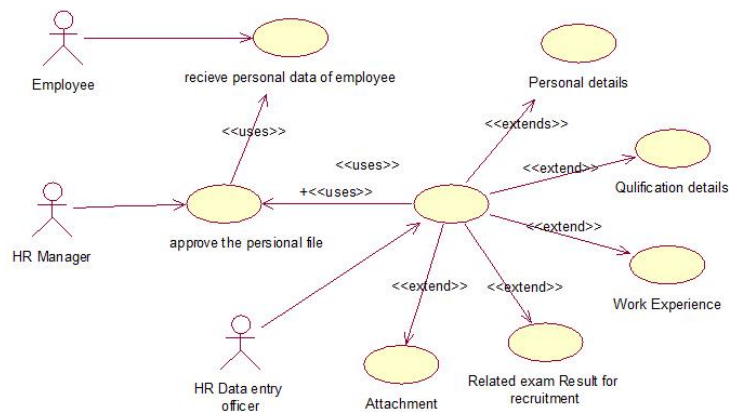 Employee
recieve personal data of employee
Personal details
<<uses>>
<<extends>>
<<uses>>
<<extend>>
Qulification details
+<<uses>>
HR Manager
approve the persional file
<<extend>>
Work Experience
<<extend>>
<<extend>>
HR Data entry
officer
Attachment
Related exam Result for
recruitment